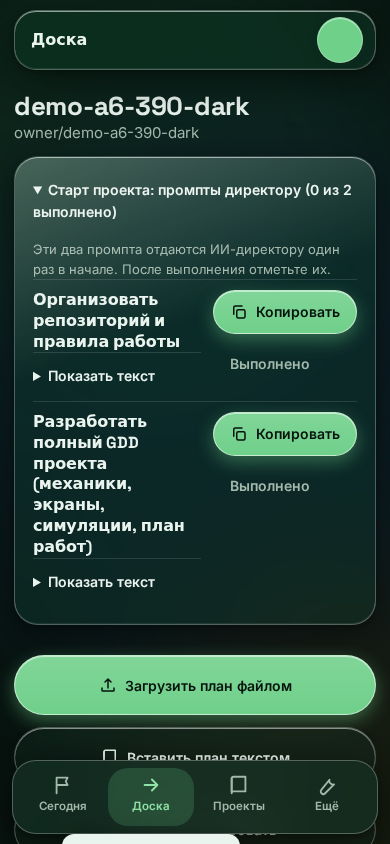 Доска
demo-a6-390-dark
owner/demo-a6-390-dark
▼ Старт проекта: промпты директору (0 из 2
выполнено)
Эти два промпта отдаются ИИ-директору один
раз в начале. После выполнения отметьте их.
Организовать
репозиторий и
правила работы
Копировать
Выполнено
▶ Показать текст
Разработать
полный GDD
проекта
(механики,
экраны,
симуляции, план
работ)
Копировать
Выполнено
▶ Показать текст
Загрузить план файлом
Вставить план текстом
Сегодня
Доска
Проекты
Ещё